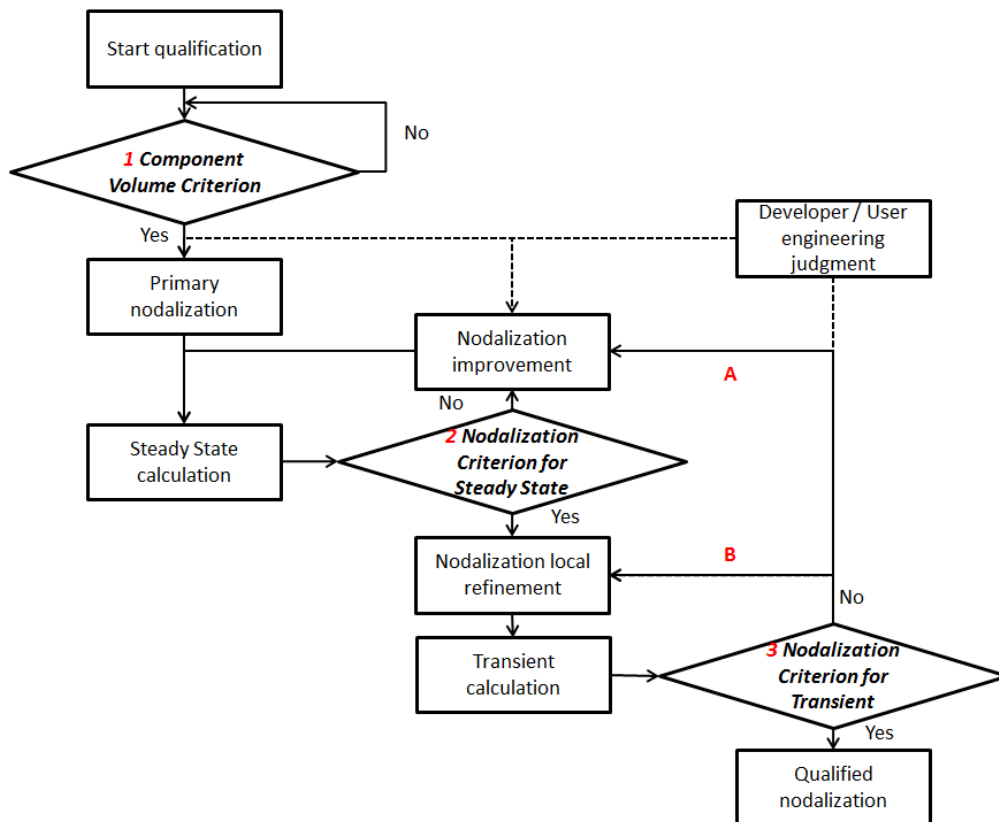 Start qualification
No
1 Component
Volume Criterion
Yes
Developer / User
engineering
judgment
Primary
nodalization
Nodalization
improvement
A
No
Steady State
calculation
2 Nodalization
Criterion for
Steady State
Yes
Nodalization local
refinement
B
No
Transient
calculation
3 Nodalization
Criterion for
Transient
Yes
Qualified
nodalization